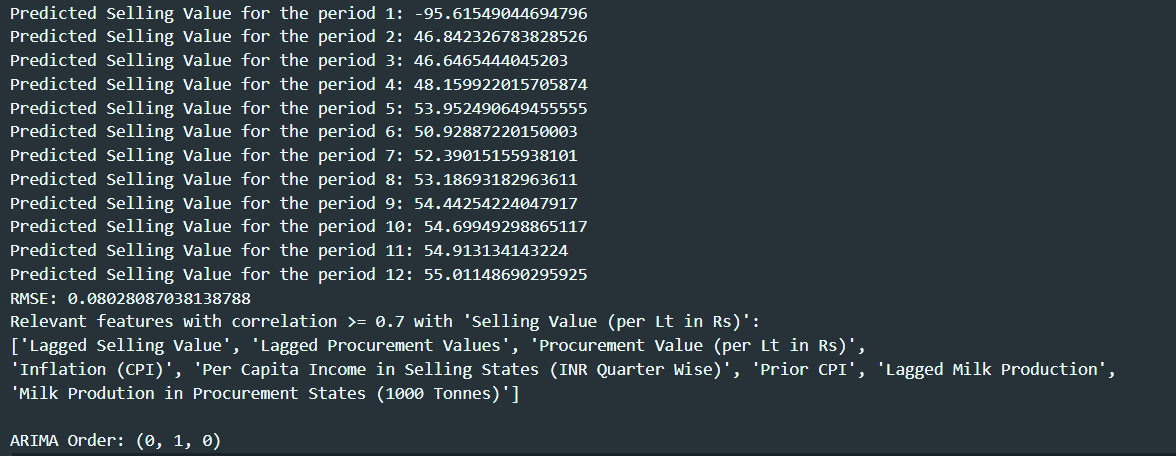 Predicted Selling Value for the period 1: -95.61549044694796
Predicted Selling Value for the period 2: 46.842326783828526
Predicted Selling Value for the period 3: 46.6465444045203
Predicted Selling Value for the period 4: 48.159922015705874
Predicted Selling Value for the period 5: 53.952490649455555
Predicted Selling Value for the period 6: 50.92887220150003
Predicted Selling Value for the period 7: 52.39015155938101
Predicted Selling Value for the period 8: 53.18693182963611
Predicted Selling Value for the period 9: 54.44254224047917
Predicted Selling Value for the period 10: 54.69949298865117
Predicted Selling Value for the period 11: 54.913134143224
Predicted Selling Value for the period 12: 55.01148690295925
RMSE: 0.08028087038138788
Relevant features with correlation >= 0.7 with 'Selling Value (per Lt in Rs)':
['Lagged Selling Value', 'Lagged Procurement Values', 'Procurement Value (per Lt in Rs)',
'Inflation (CPI)', 'Per Capita Income in Selling States (INR Quarter Wise)', 'Prior CPI', 'Lagged Milk Production',
'Milk Prodution in Procurement States (1000 Tonnes)']
ARIMA Order: (0, 1, 0)